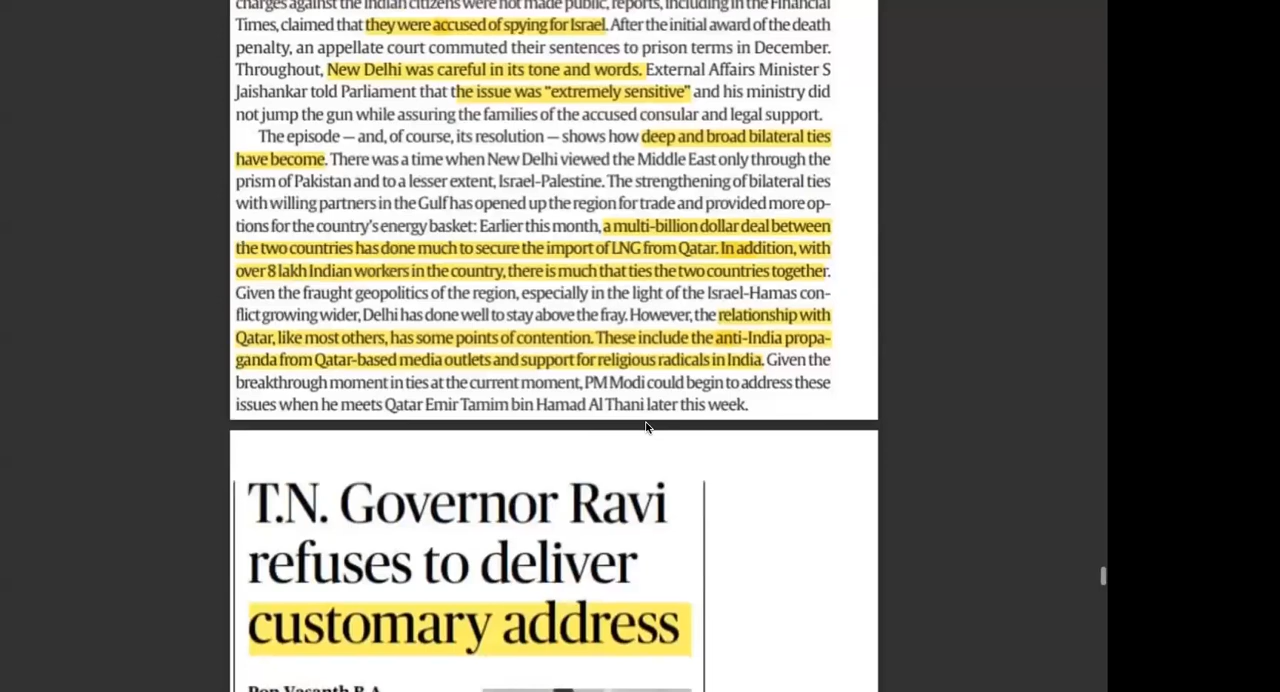 charges against the Indian citizens were not made public, reports, including in the Financial
Times, claimed that they were accused of spying for Israel. After the initial award of the death
penalty, an appellate court commuted their sentences to prison terms in December.
Throughout, New Delhi was careful in its tone and words. External Affairs Minister S
Jaishankar told Parliament that the issue was “extremely sensitive” and his ministry did
not jump the gun while assuring the families of the accused consular and legal support.
The episode — and, of course, its resolution — shows how deep and broad bilateral ties
have become. There was a time when New Delhi viewed the Middle East only through the
prism of Pakistan and to a lesser extent, Israel-Palestine. The strengthening of bilateral ties
with willing partners in the Gulf has opened up the region for trade and provided more op-
tions for the country's energy basket: Earlier this month, a multi-billion dollar deal between
the two countries has done much to secure the import of LNG from Qatar. In addition, with
over 8 lakh Indian workers in the country, there is much that ties the two countries together.
Given the fraught geopolitics of the region, especially in the light of the Israel-Hamas con-
flict growing wider, Delhi has done well to stay above the fray. However, the relationship with
Qatar, like most others, has some points of contention. These include the anti-India propa-
ganda from Qatar-based media outlets and support for religious radicals in India. Given the
breakthrough moment in ties at the current moment, PM Modi could begin to address these
issues when he meets Qatar Emir Tamim bin Hamad Al Thani later this week.
T.N. Governor Ravi
refuses to deliver
customary address
Pon Vasanth B.A